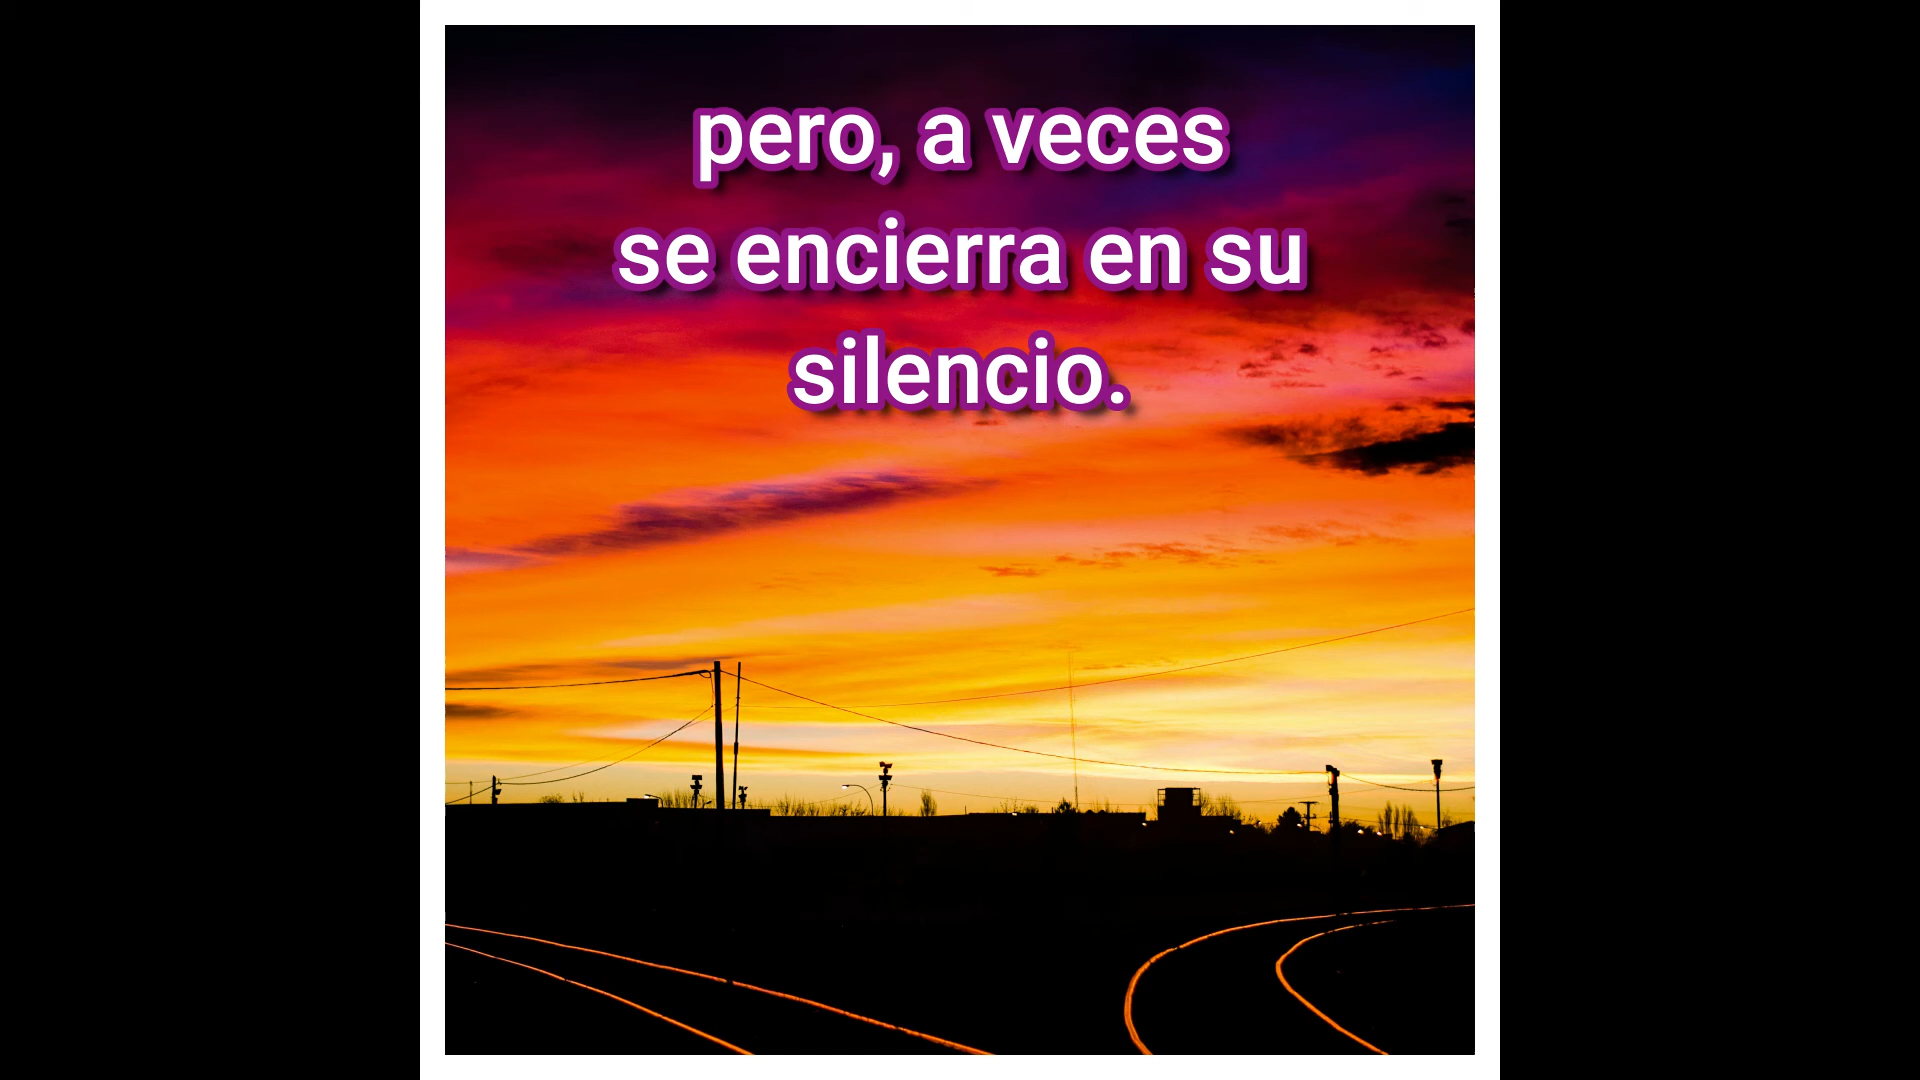 pero, a veces
se encierra en su
silencio.